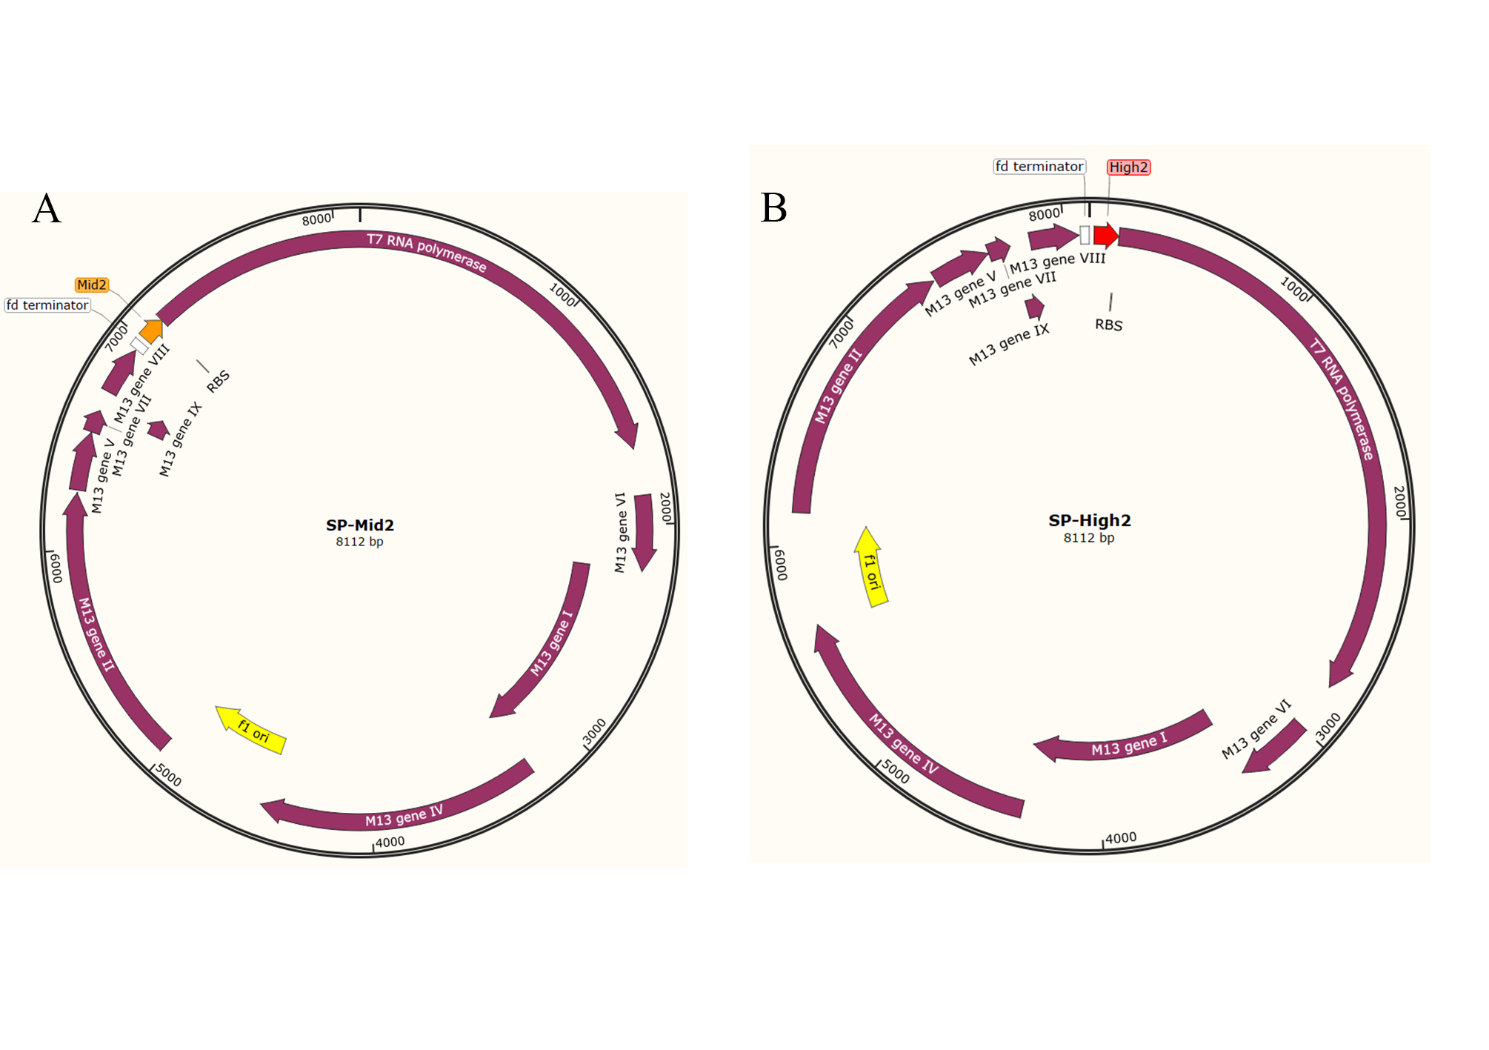 A
8000
T7 RNA polymerase
1000
Mid2
fd terminator
7000
M13 gene VIII
RBS
M13 gene VII
M13 gene IX
M13 gene V
2000
M13 gene VI
SP-Mid2
8112 bp
6000
M13 gene II
M13 gene I
f1 ori
3000
5000
M13 gene IV
4000
B
fd terminator
High2
8000
M13 gene VIII
M13 gene VII
M13 gene V
1000
RBS
M13 gene IX
7000
M13 gene II
T7 RNA polymerase
2000
SP-High2
8112 bp
6000
f1 ori
M13 gene VI
3000
M13 gene I
M13 gene IV
5000
4000